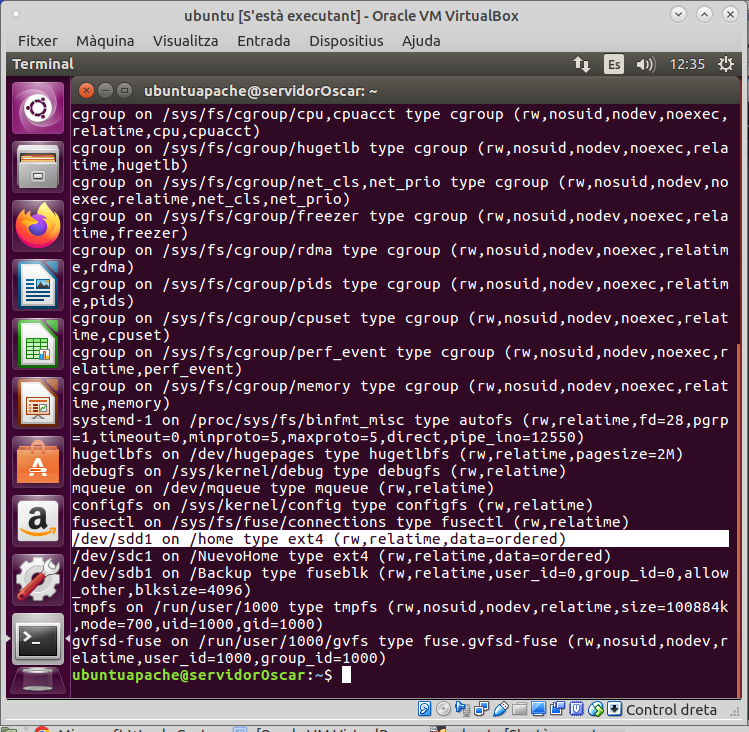 ubuntu [S'està executant] - Oracle VM VirtualBox
Fitxer Màquina Visualitza Entrada Dispositius Ajuda
Terminal Es 12:35
ubuntuapache@servidorOscar: ~
cgroup on /sys/fs/cgroup/cpu,cpuacct type cgroup (rw,nosuid,nodev,noexec,
relatime,cpu,cpuacct)
cgroup on /sys/fs/cgroup/hugetlb type cgroup (rw,nosuid,nodev,noexec,rela
time,hugetlb)
cgroup on /sys/fs/cgroup/net_cls,net_prio type cgroup (rw,nosuid,nodev,no
exec,relatime,net_cls,net_prio)
cgroup on /sys/fs/cgroup/freezer type cgroup (rw,nosuid,nodev,noexec,rela
time,freezer)
cgroup on /sys/fs/cgroup/rdma type cgroup (rw,nosuid,nodev,noexec,relatim
e,rdma)
cgroup on /sys/fs/cgroup/pids type cgroup (rw,nosuid,nodev,noexec,relatim
e,pids)
cgroup on /sys/fs/cgroup/cpuset type cgroup (rw,nosuid,nodev,noexec,relat
ime,cpuset)
cgroup on /sys/fs/cgroup/perf_event type cgroup (rw,nosuid,nodev,noexec,r
elatime,perf_event)
cgroup on /sys/fs/cgroup/memory type cgroup (rw,nosuid,nodev,noexec,relat
ime,memory)
systemd-1 on /proc/sys/fs/binfmt_misc type autofs (rw,relatime,fd=28,pgrp
=1,timeout=0,minproto=5,maxproto=5,direct,pipe_ino=12550)
hugetlbfs on /dev/hugepages type hugetlbfs (rw,relatime,pagesize=2M)
debugfs on /sys/kernel/debug type debugfs (rw,relatime)
mqueue on /dev/mqueue type mqueue (rw,relatime)
configfs on /sys/kernel/config type configfs (rw,relatime)
fusectl on /sys/fs/fuse/connections type fusectl (rw,relatime)
/dev/sdd1 on /home type ext4 (rw,relatime,data=ordered)
/dev/sdc1 on /NuevoHome type ext4 (rw,relatime,data=ordered)
/dev/sdb1 on /Backup type fuseblk (rw,relatime,user_id=0,group_id=0,allow
_other,blksize=4096)
tmpfs on /run/user/1000 type tmpfs (rw,nosuid,nodev,relatime,size=100884k
,mode=700,uid=1000,gid=1000)
gvfsd-fuse on /run/user/1000/gvfs type fuse.gvfsd-fuse (rw,nosuid,nodev,r
elatime,user_id=1000,group_id=1000)
ubuntuapache@servidorOscar:~$
Control dreta